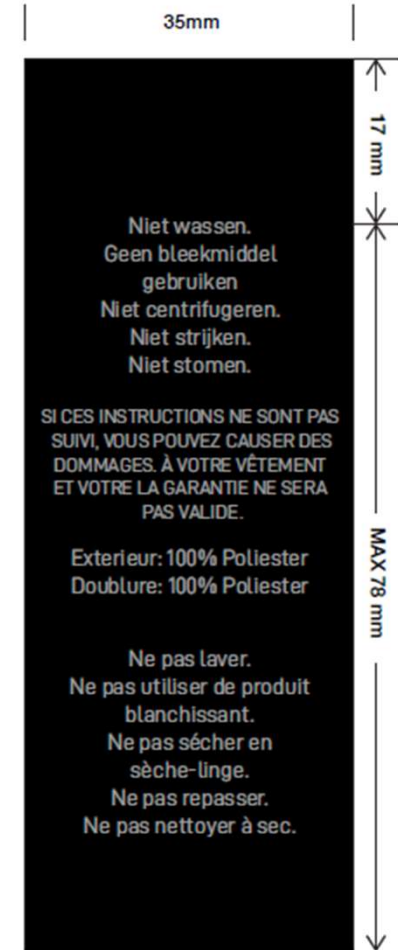 35mm
17 mm
Niet wassen.
Geen bleekmiddel
gebruiken
Niet centrifugeren.
Niet strijken.
Niet stomen.
SI CES INSTRUCTIONS NE SONT PAS
SUIVI, VOUS POUVEZ CAUSER DES
DOMMAGES. À VOTRE VÊTEMENT
ET VOTRE LA GARANTIE NE SERA
PAS VALIDE.
MAX 78 mm
Exterieur: 100% Poliester
Doublure: 100% Poliester
Ne pas laver.
Ne pas utiliser de produit
blanchissant.
Ne pas sécher en
sèche-linge.
Ne pas repasser.
Ne pas nettoyer à sec.